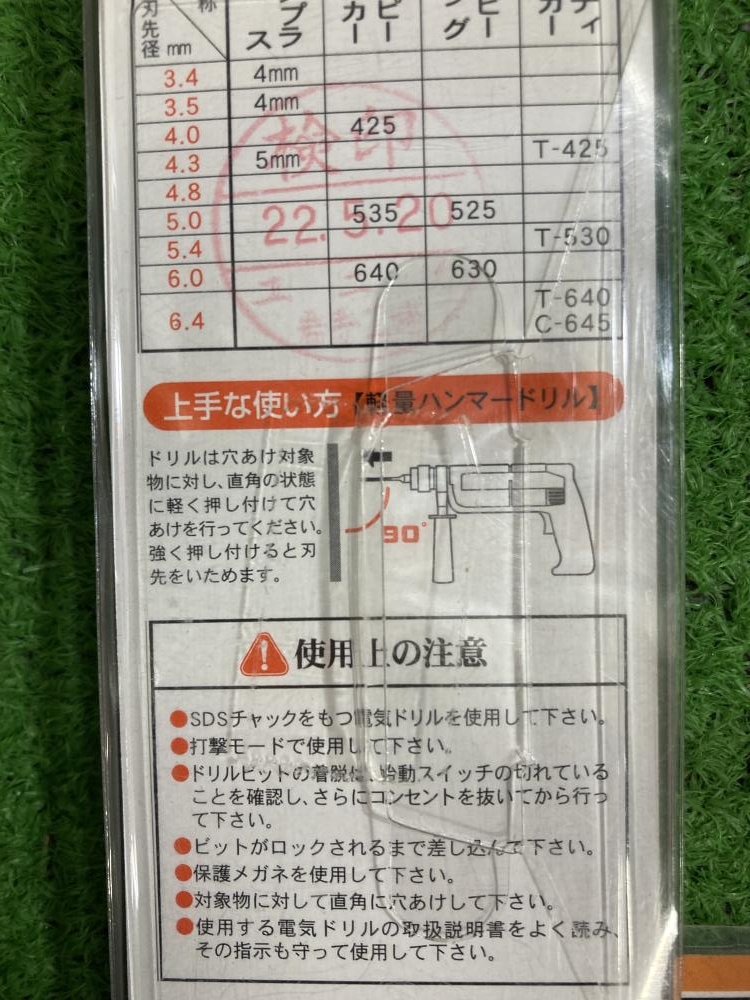 称
刃先径 mm
プラ
ス
ピー
カー
ビー
ング
ティ
カー
3.4 4mm
3.5 4mm
4.0 425
4.3 5mm T-425
4.8
5.0 535 525
5.4 T-530
6.0 640 630
6.4 T-640
C-645
検印
22.5.20
上手な使い方【軽量ハンマードリル】
ドリルは穴あけ対象
物に対し、直角の状態
に軽く押し付けて穴
あけを行ってください。
強く押し付けると刃
先をいためます。
90°
使用上の注意
●SDSチャックをもつ電気ドリルを使用して下さい。
●打撃モードで使用して下さい。
●ドリルビットの着脱は、始動スイッチの切れている
ことを確認し、さらにコンセントを抜いてから行っ
て下さい。
●ビットがロックされるまで差し込んで下さい。
●保護メガネを使用して下さい。
●対象物に対して直角に穴あけして下さい。
●使用する電気ドリルの取扱説明書をよく読み、
その指示も守って使用して下さい。